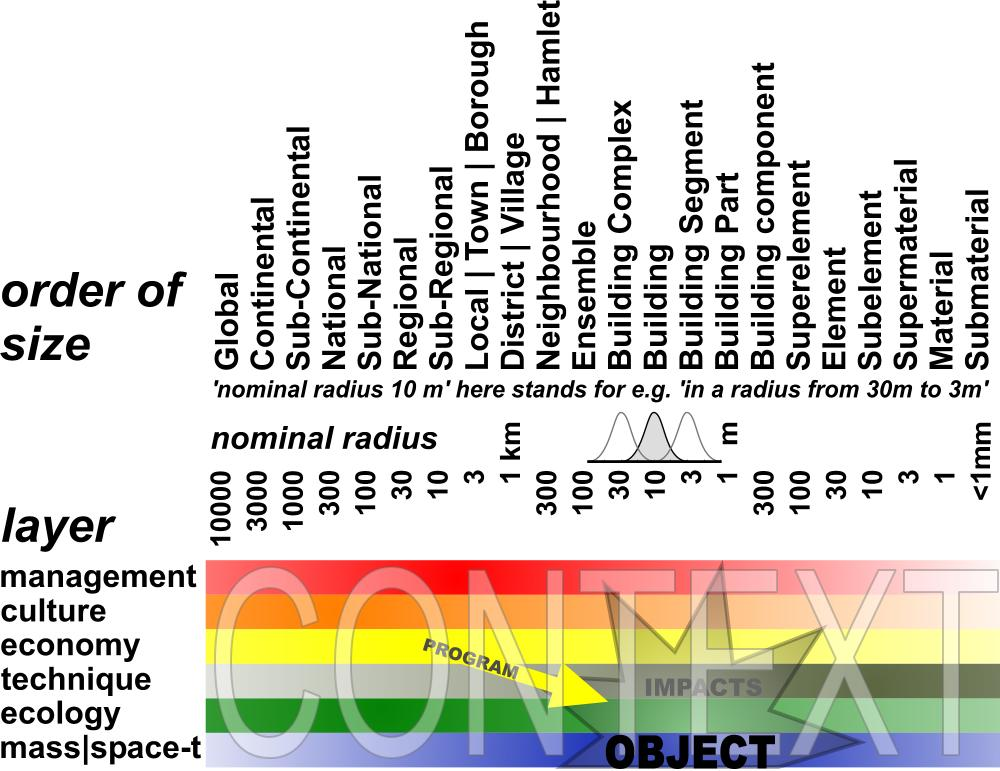 order of
size
Global
Continental
Sub-Continental
National
Sub-National
Regional
Sub-Regional
Local | Town | Borough
District | Village
Neighbourhood | Hamlet
Ensemble
Building Complex
Building
Building Segment
Building Part
Building component
Superelement
Element
Subelement
Supermaterial
Material
Submaterial
'nominal radius 10 m' here stands for e.g. 'in a radius from 30m to 3m'
nominal radius
10000
3000
1000
300
100
30
10
3
1 km
300
100
30
10
3
1 m
300
100
30
10
3
1
<1mm
layer
management
culture
economy
technique
ecology
mass|space-t
CONTEXT
PROGRAM
IMPACTS
OBJECT